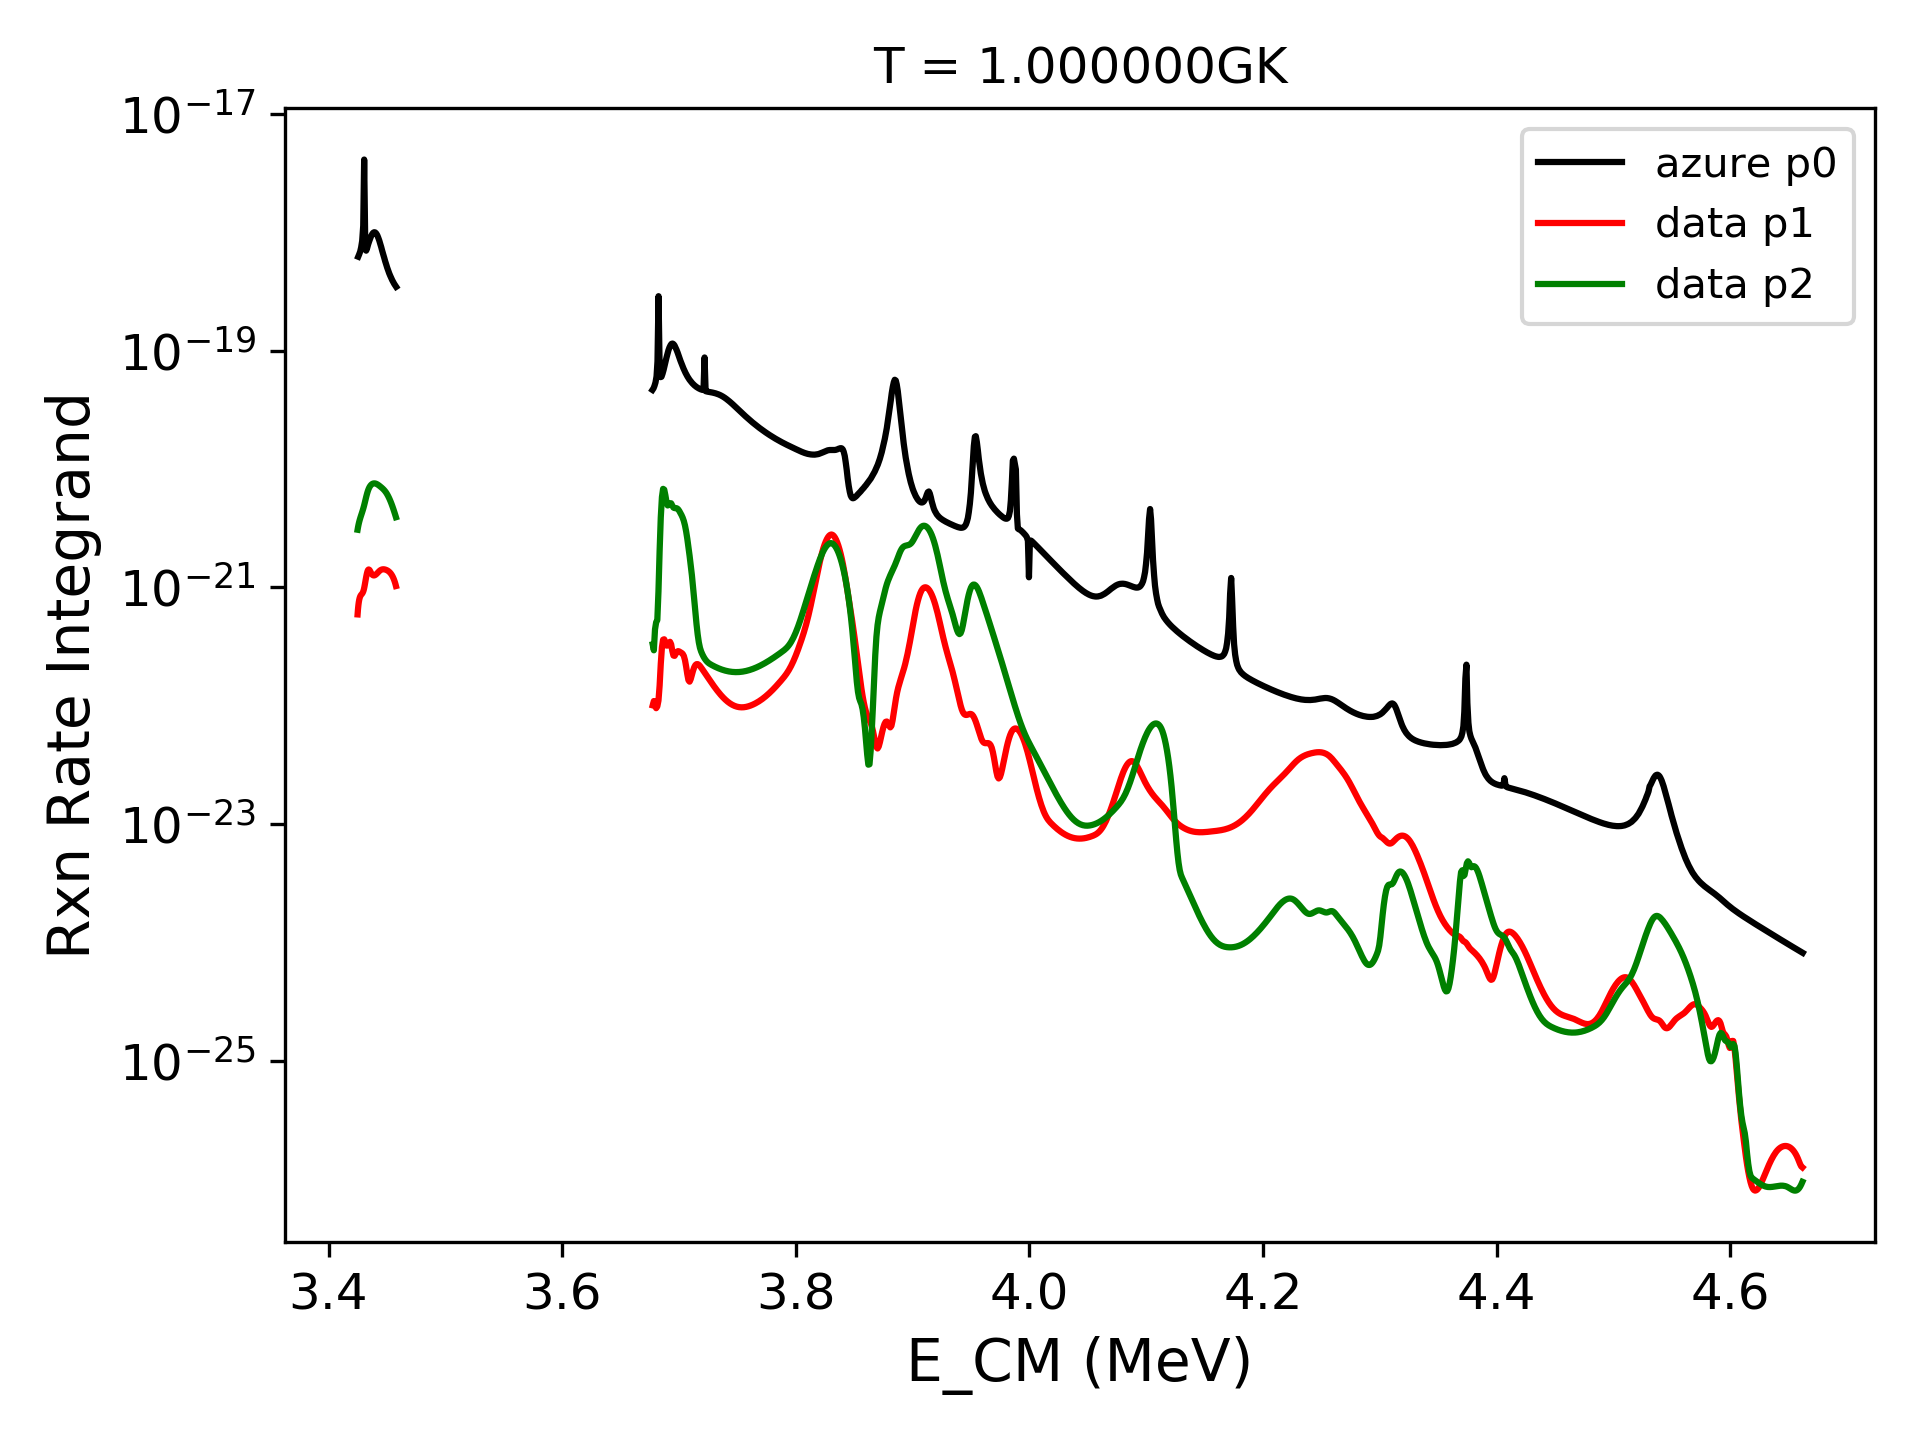 T = 1.000000GK
10⁻¹⁷
10⁻¹⁹
10⁻²¹
10⁻²³
10⁻²⁵
Rxn Rate Integrand
azure p0
data p1
data p2
3.4 3.6 3.8 4.0 4.2 4.4 4.6
E_CM (MeV)